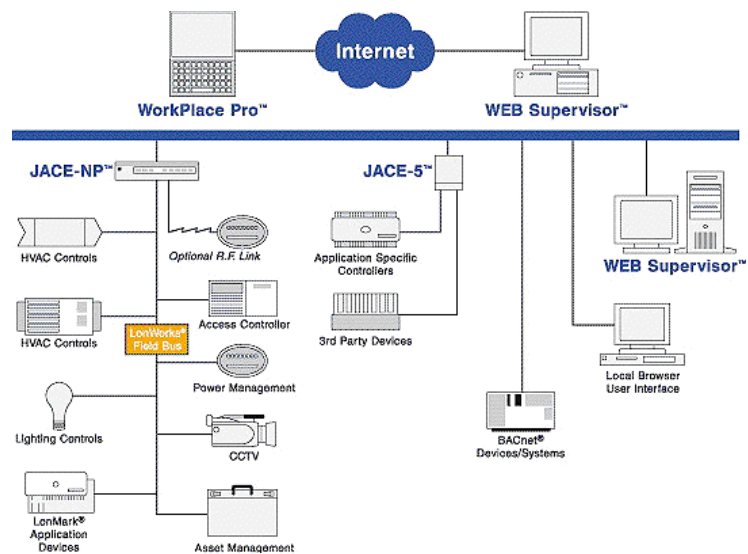 Internet
WorkPlace Pro™
WEB Supervisor™
JACE-NP™
JACE-5™
HVAC Controls
Optional R.F. Link
Application Specific
Controllers
WEB Supervisor™
HVAC Controls
LonWorks®
Field Bus
Access Controller
3rd Party Devices
Power Management
Local Browser
User Interface
Lighting Controls
CCTV
BACnet®
Devices/Systems
LonMark®
Application
Devices
Asset Management